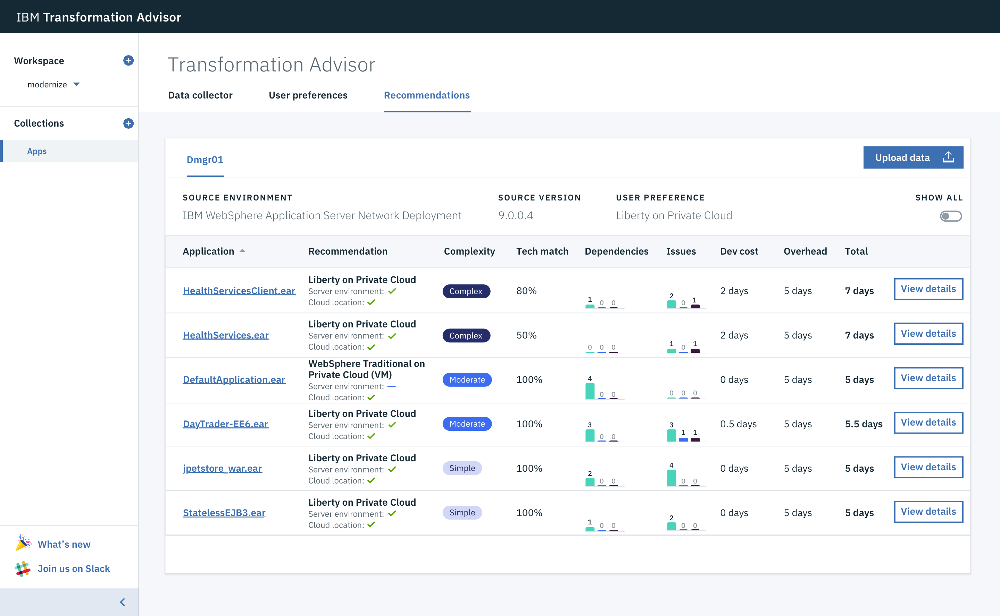 IBM Transformation Advisor
Workspace
modernize
Collections
Apps
What’s new
Join us on Slack
Transformation Advisor
Data collector User preferences Recommendations
Dmgr01
Upload data
SOURCE ENVIRONMENT SOURCE VERSION USER PREFERENCE SHOW ALL
IBM WebSphere Application Server Network Deployment 9.0.0.4 Liberty on Private Cloud
Application Recommendation Complexity Tech match Dependencies Issues Dev cost Overhead Total
Liberty on Private Cloud
HealthServicesClient.ear Server environment: Complex 80% 1 0 0 2 0 1 2 days 5 days 7 days View details
Cloud location:
Liberty on Private Cloud
HealthServices.ear Server environment: Complex 50% 0 0 0 1 0 1 2 days 5 days 7 days View details
Cloud location:
WebSphere Traditional on
Private Cloud (VM)
DefaultApplication.ear Server environment: Moderate 100% 4 0 0 0 0 0 0 days 5 days 5 days View details
Cloud location:
Liberty on Private Cloud
DayTrader-EE6.ear Server environment: Moderate 100% 3 0 0 3 1 1 0.5 days 5 days 5.5 days View details
Cloud location:
Liberty on Private Cloud
jpetstore_war.ear Server environment: Simple 100% 2 0 0 4 0 0 0 days 5 days 5 days View details
Cloud location:
Liberty on Private Cloud
StatelessEJB3.ear Server environment: Simple 100% 1 0 0 2 0 0 0 days 5 days 5 days View details
Cloud location: